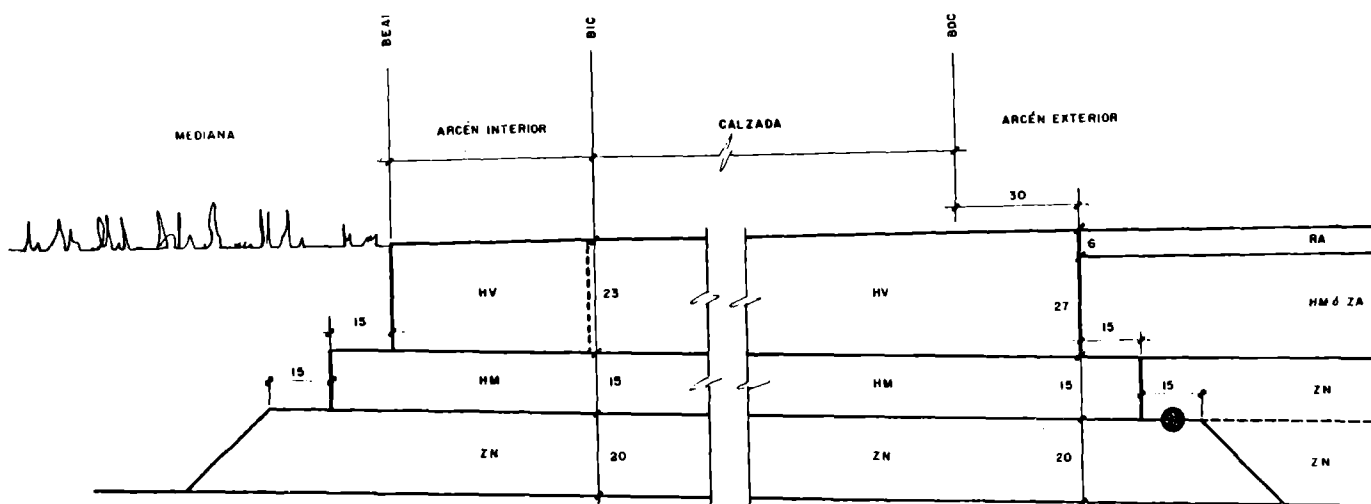 BEAI
BIC
BDC
MEDIANA
ARCÉN INTERIOR
CALZADA
ARCÉN EXTERIOR
30
6
RA
HV
23
HV
27
HM Ó ZA
15
15
15
HM
15
HM
15
15
ZN
ZN
20
ZN
20
ZN